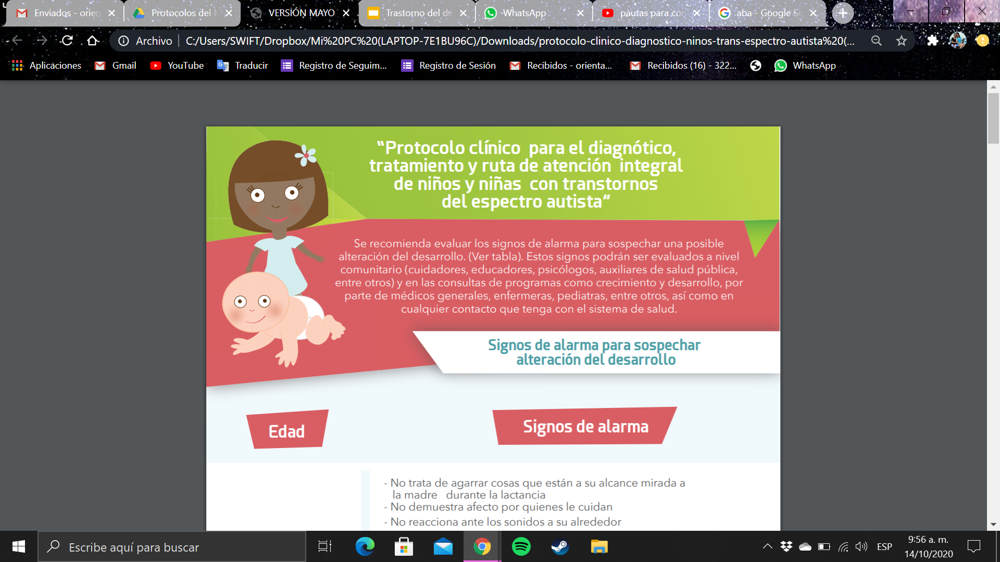 Enviados - orien
Protocolos del M
VERSIÓN MAYO
Trastorno del de
WhatsApp
pautas para con
aba - Google Se
Archivo
C:/Users/SWIFT/Dropbox/Mi%20PC%20(LAPTOP-7E1BU96C)/Downloads/protocolo-clinico-diagnostico-ninos-trans-espectro-autista%20(...
Aplicaciones
Gmail
YouTube
Traducir
Registro de Seguim...
Registro de Sesión
Recibidos - orienta...
Recibidos (16) - 322...
WhatsApp
“Protocolo clínico para el diagnótico,
tratamiento y ruta de atención integral
de niños y niñas con transtornos
del espectro autista”
Se recomienda evaluar los signos de alarma para sospechar una posible
alteración del desarrollo. (Ver tabla). Estos signos podrán ser evaluados a nivel
comunitario (cuidadores, educadores, psicólogos, auxiliares de salud pública,
entre otros) y en las consultas de programas como crecimiento y desarrollo, por
parte de médicos generales, enfermeras, pediatras, entre otros, así como en
cualquier contacto que tenga con el sistema de salud.
Signos de alarma para sospechar
alteración del desarrollo
Edad
Signos de alarma
- No trata de agarrar cosas que están a su alcance mirada a
la madre durante la lactancia
- No demuestra afecto por quienes le cuidan
- No reacciona ante los sonidos a su alrededor
Escribe aquí para buscar
ESP
9:56 a. m.
14/10/2020